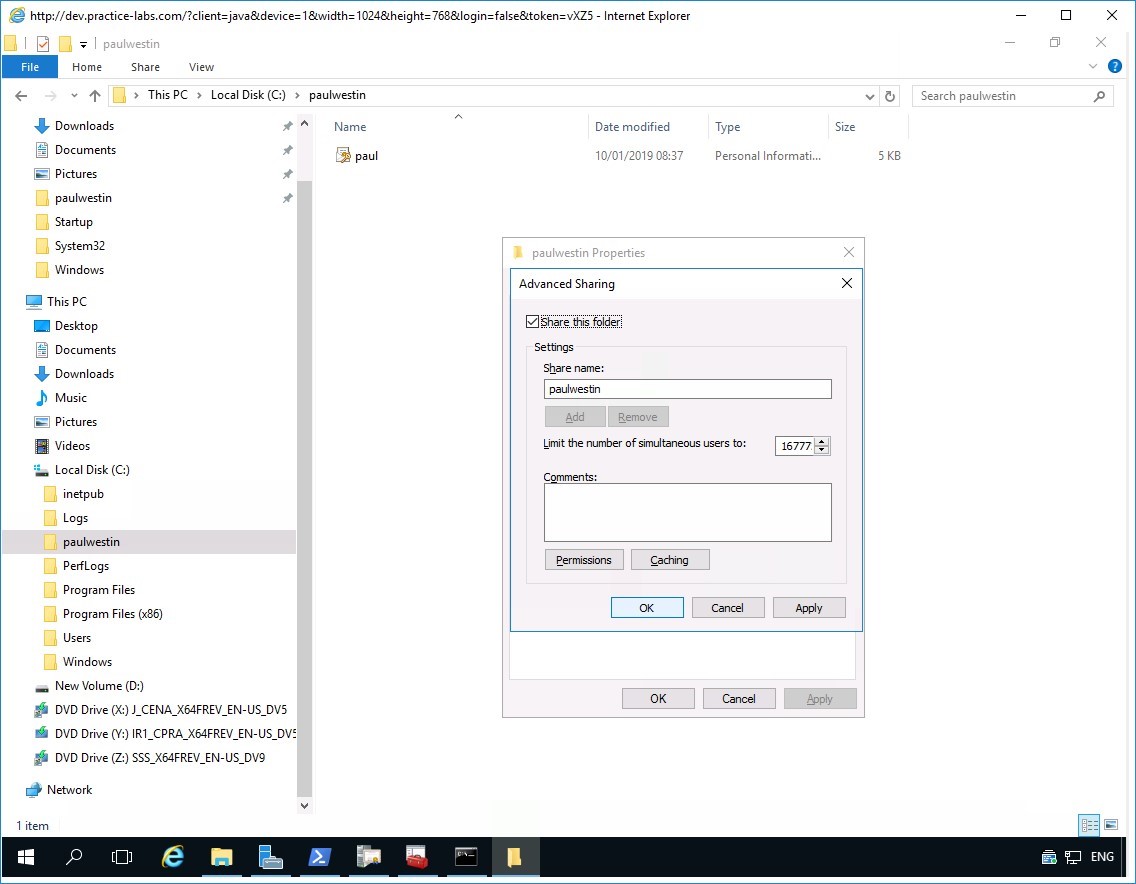 http://dev.practice-labs.com/?client=java&device=1&width=1024&height=768&login=false&token=vXZ5 - Internet Explorer
paulwestin
File Home Share View
This PC Local Disk (C:) paulwestin
Search paulwestin
Name Date modified Type Size
paul 10/01/2019 08:37 Personal Informati... 5 KB
Downloads
Documents
Pictures
paulwestin
Startup
System32
Windows
This PC
Desktop
Documents
Downloads
Music
Pictures
Videos
Local Disk (C:)
inetpub
Logs
paulwestin
PerfLogs
Program Files
Program Files (x86)
Users
Windows
New Volume (D:)
DVD Drive (X:) J_CENA_X64FREV_EN-US_DV5
DVD Drive (Y:) IR1_CPRA_X64FREV_EN-US_DV5
DVD Drive (Z:) SSS_X64FREV_EN-US_DV9
Network
paulwestin Properties
Advanced Sharing
Share this folder
Settings
Share name:
paulwestin
Add Remove
Limit the number of simultaneous users to: 16777
Comments:
Permissions Caching
OK Cancel Apply
OK Cancel Apply
1 item
ENG